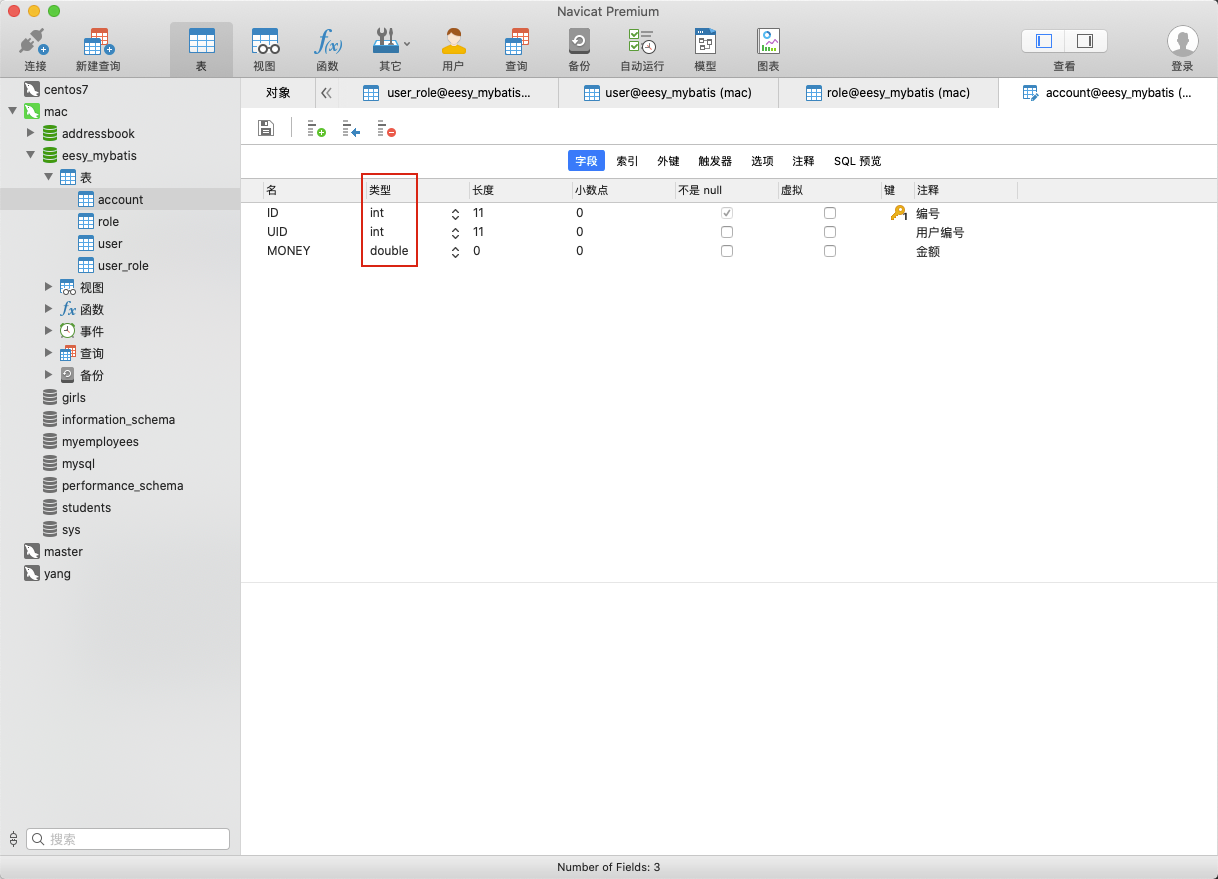 Navicat Premium
连接 新建查询 表 视图 函数 其它 用户 查询 备份 自动运行 模型 图表 查看 登录
centos7
mac
addressbook
eesy_mybatis
表
account
role
user
user_role
视图
函数
事件
查询
备份
girls
information_schema
myemployees
mysql
performance_schema
students
sys
master
yang
搜索
对象 user_role@eesy_mybatis... user@eesy_mybatis (mac) role@eesy_mybatis (mac) account@eesy_mybatis (...
字段 索引 外键 触发器 选项 注释 SQL 预览
名 类型 长度 小数点 不是 null 虚拟 键 注释
ID int 11 0 1 编号
UID int 11 0 用户编号
MONEY double 0 0 金额
Number of Fields: 3